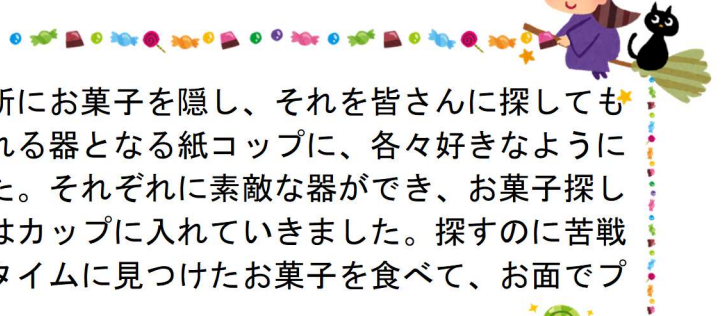 所にお菓子を隠し、それを皆さんに探しても
れる器となる紙コップに、各々好きなように
た。それぞれに素敵な器ができ、お菓子探し
はカップに入れていきました。探すのに苦戦
タイムに見つけたお菓子を食べて、お面でプ